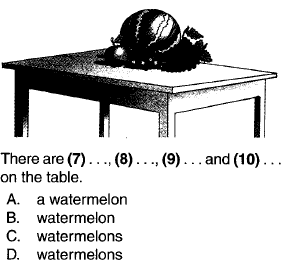 There are (7) . . ., (8) . . ., (9) . . . and (10) . . .
on the table.
A. a watermelon
B. watermelon
C. watermelons
D. watermelons